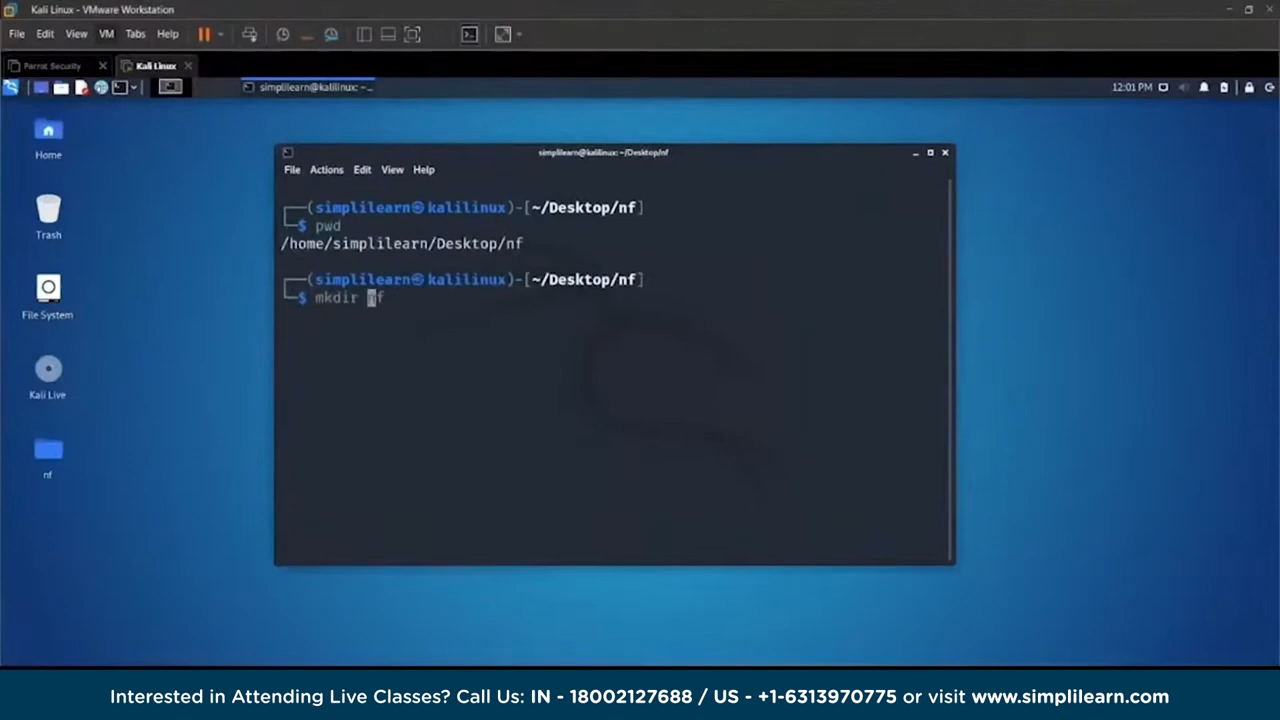 Kali Linux - VMware Workstation
File Edit View VM Tabs Help
Parrot Security Kali Linux
simplilearn@kalilinux: ~... 12:01 PM
Home
Trash
File System
Kali Live
nf
simplilearn@kalilinux: ~/Desktop/nf
File Actions Edit View Help
(simplilearn㉿kalilinux)-[~/Desktop/nf]
$ pwd
/home/simplilearn/Desktop/nf
(simplilearn㉿kalilinux)-[~/Desktop/nf]
$ mkdir nf
Interested in Attending Live Classes? Call Us: IN - 18002127688 / US - +1-6313970775 or visit www.simplilearn.com